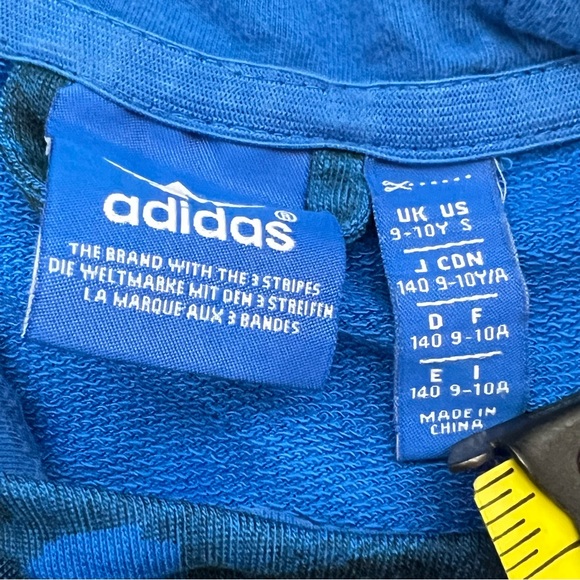 adidas®
THE BRAND WITH THE 3 STRIPES
DIE WELTMARKE MIT DEN 3 STREIFEN
LA MARQUE AUX 3 BANDES
UK US
9-10Y S
J CDN
140 9-10Y/A
D F
140 9-10A
E I
140 9-10A
MADE IN
CHINA